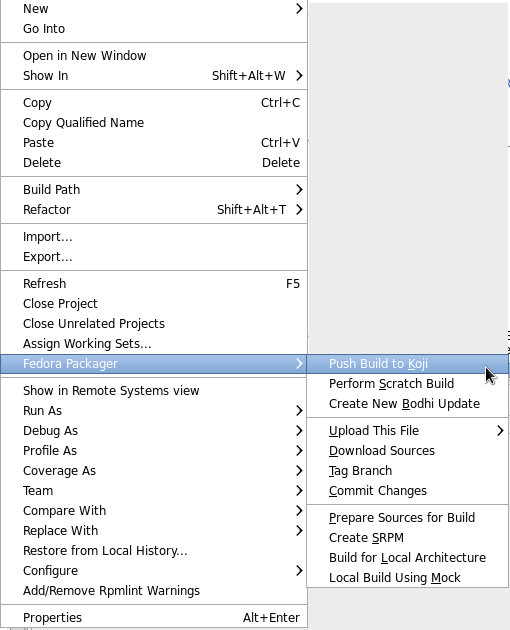 New
Go Into
Open in New Window
Show In Shift+Alt+W
Copy Ctrl+C
Copy Qualified Name
Paste Ctrl+V
Delete Delete
Build Path
Refactor Shift+Alt+T
Import...
Export...
Refresh F5
Close Project
Close Unrelated Projects
Assign Working Sets...
Fedora Packager
Show in Remote Systems view
Run As
Debug As
Profile As
Coverage As
Team
Compare With
Replace With
Restore from Local History...
Configure
Add/Remove Rpmlint Warnings
Properties Alt+Enter
Push Build to Koji
Perform Scratch Build
Create New Bodhi Update
Upload This File
Download Sources
Tag Branch
Commit Changes
Prepare Sources for Build
Create SRPM
Build for Local Architecture
Local Build Using Mock